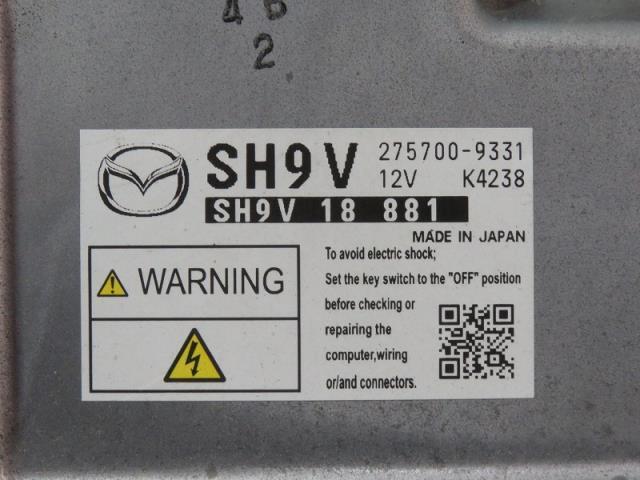 4 B
2
SH9V 275700-9331
12V K4238
SH9V 18 881
MADE IN JAPAN
WARNING
To avoid electric shock;
Set the key switch to the "OFF" position
before checking or
repairing the
computer,wiring
or/and connectors.